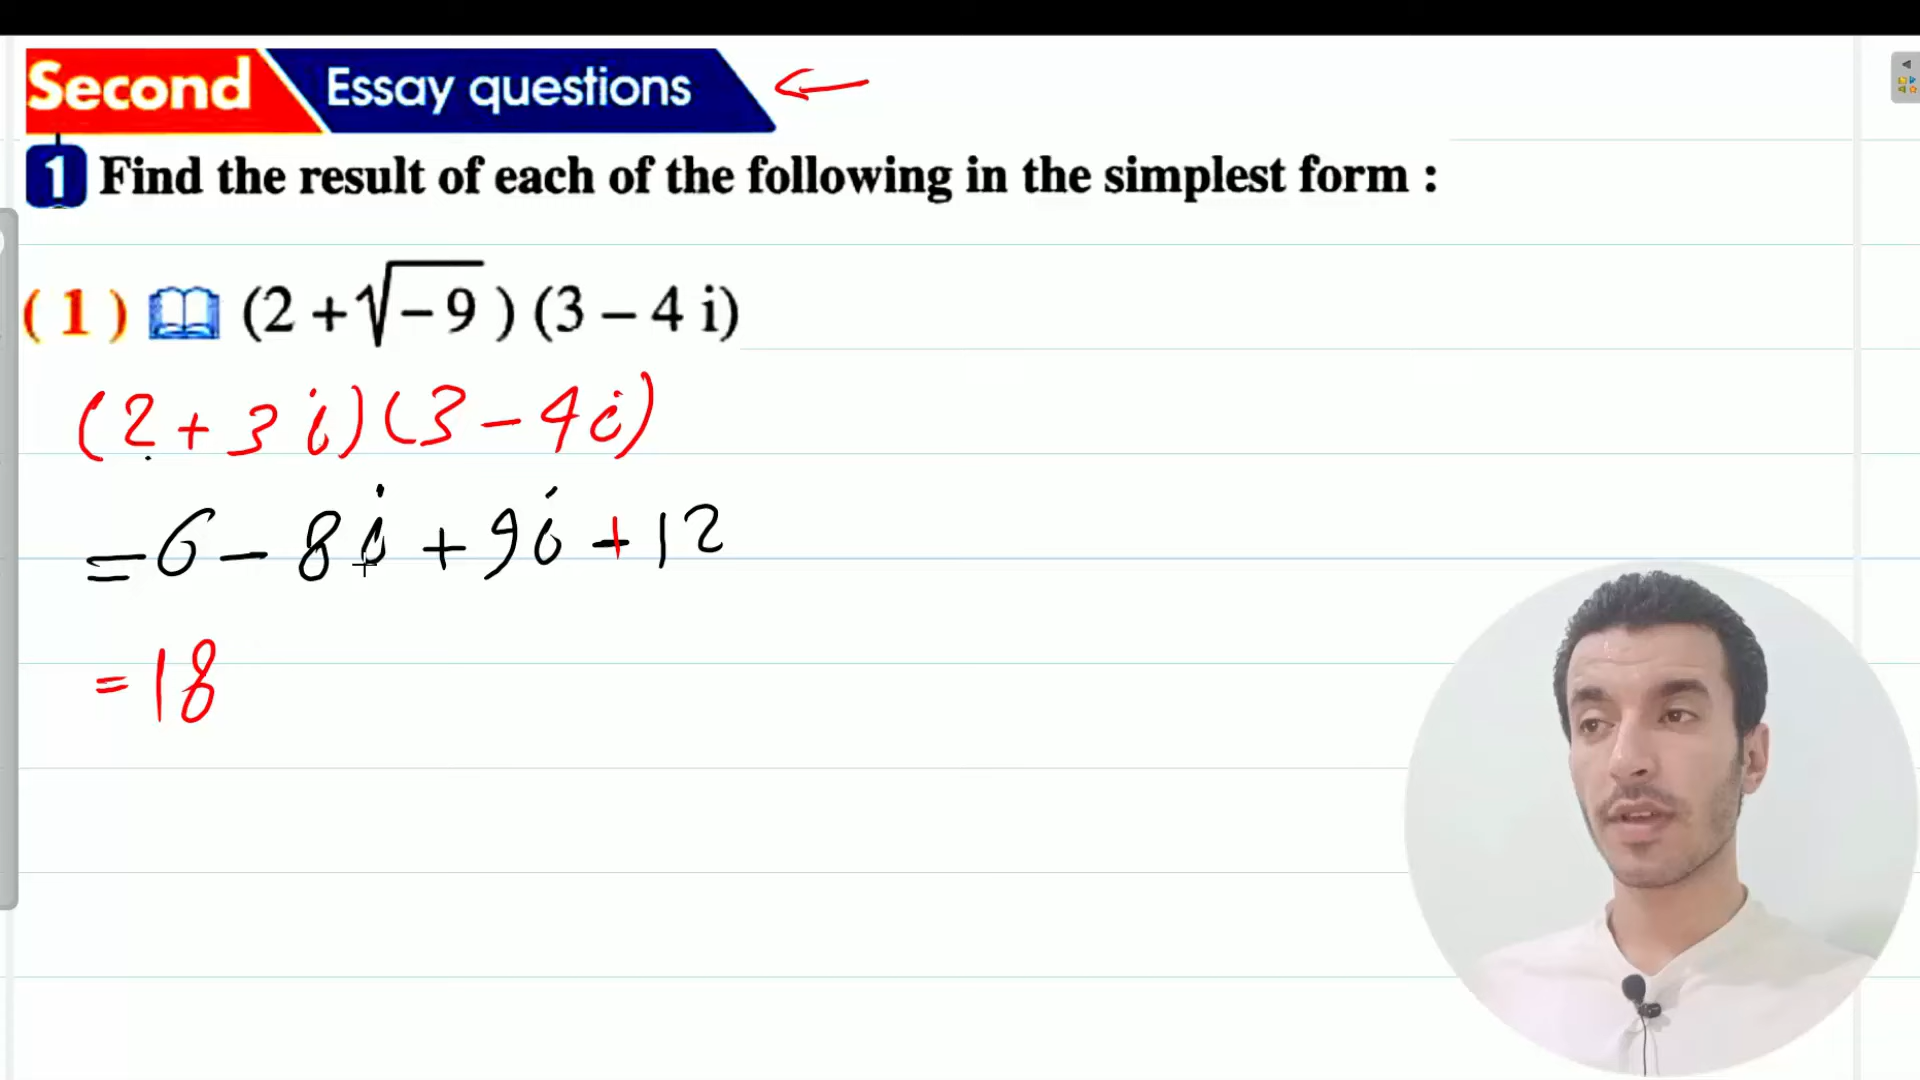 Second Essay questions
1 Find the result of each of the following in the simplest form :
( 1 ) (2 + √-9 ) (3 – 4 i)
(2 + 3 i)(3 - 4i)
= 6 - 8i + 9i + 12
= 18